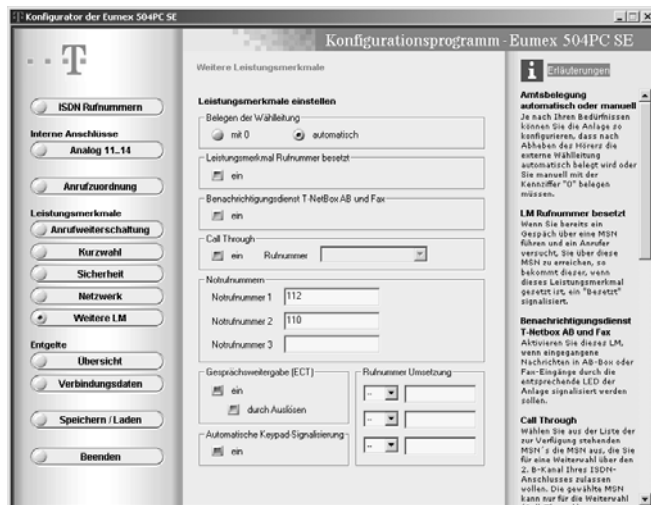 Konfigurator der Eumex 504PC SE
Konfigurationsprogramm - Eumex 504PC SE
T
ISDN Rufnummern
Interne Anschlüsse
Analog 11..14
Anrufzuordnung
Leistungsmerkmale
Anrufweiterschaltung
Kurzwahl
Sicherheit
Netzwerk
Weitere LM
Entgelte
Übersicht
Verbindungsdaten
Speichern / Laden
Beenden
Weitere Leistungsmerkmale
Leistungsmerkmale einstellen
Belegen der Wählleitung
mit 0
automatisch
Leistungsmerkmal Rufnummer besetzt
ein
Benachrichtigungsdienst T-NetBox AB und Fax
ein
Call Through
ein Rufnummer
Notrufnummern
Notrufnummer 1 112
Notrufnummer 2 110
Notrufnummer 3
Gesprächsweitergabe (ECT)
ein
durch Auslösen
Automatische Keypad-Signalisierung
ein
Rufnummer Umsetzung
--
--
--
i Erläuterungen
Amtsbelegung
automatisch oder manuell
Je nach Ihren Bedürfnissen
können Sie die Anlage so
konfigurieren, dass nach
Abheben des Hörers die
externe Wählleitung
automatisch belegt wird oder
Sie manuell mit der
Kennziffer "0" belegen
müssen.
LM Rufnummer besetzt
Wenn Sie bereits ein
Gespräch über eine MSN
führen und ein Anrufer
versucht, Sie über diese
MSN zu erreichen, so
bekommt dieser, wenn
dieses Leistungsmerkmal
gesetzt ist, ein "Besetzt"
signalisiert.
Benachrichtigungsdienst
T-Netbox AB und Fax
Aktivieren Sie dieses LM,
wenn eingegangene
Nachrichten in AB-Box oder
Fax-Eingänge durch die
entsprechende LED der
Anlage signalisiert werden
sollen.
Call Through
Wählen Sie aus der Liste der
zur Verfügung stehenden
MSN´s die MSN aus, die Sie
für eine Weiterwahl über den
2. B-Kanal Ihres ISDN-
Anschlusses zulassen
wollen. Die gewählte MSN
kann nur für die Weiterwahl